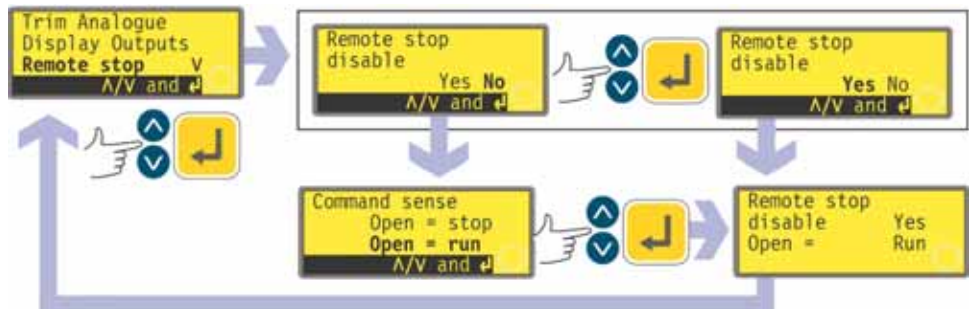 Trim Analogue
Display Outputs
Remote stop v
Λ/V and ↲
Remote stop
disable
Yes No
Λ/V and ↲
Remote stop
disable
Yes No
Λ/V and ↲
Command sense
Open = stop
Open = run
Λ/V and ↲
Remote stop
disable Yes
Open = Run